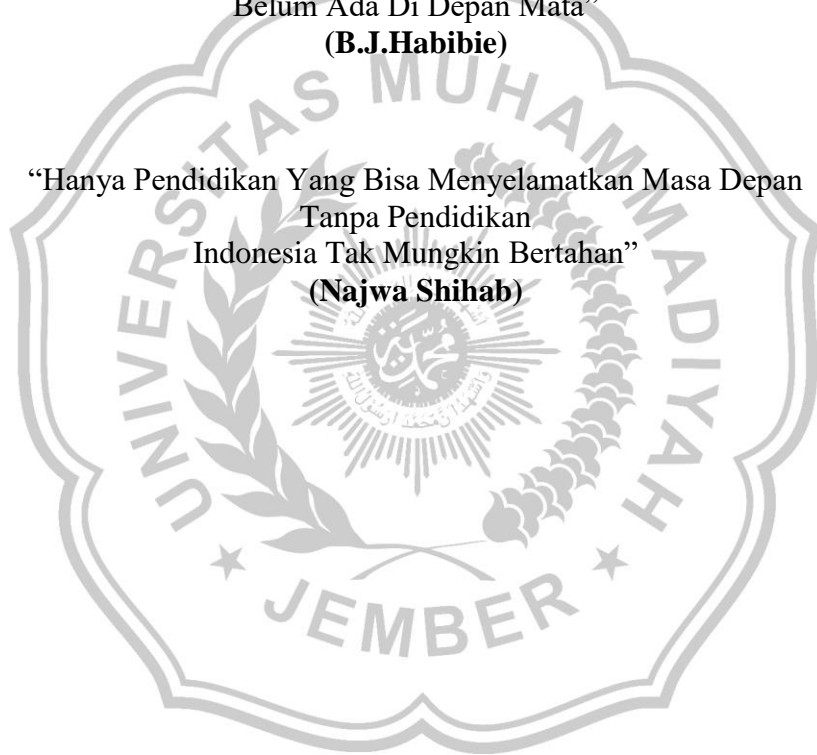 Belum Ada Di Depan Mata”
(B.J.Habibie)
“Hanya Pendidikan Yang Bisa Menyelamatkan Masa Depan
Tanpa Pendidikan
Indonesia Tak Mungkin Bertahan”
(Najwa Shihab)
UNIVERSITAS MUHAMMADIYAH
JEMBER